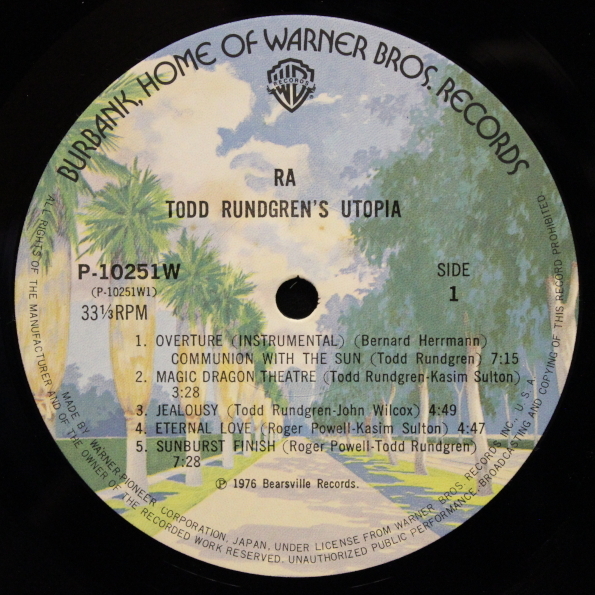 BURBANK, HOME OF WARNER BROS. RECORDS
WB
RECORDS
RA
TODD RUNDGREN'S UTOPIA
P-10251W
(P-10251W1)
33⅓RPM
SIDE
1
1. OVERTURE (INSTRUMENTAL) (Bernard Herrmann)
COMMUNION WITH THE SUN (Todd Rundgren) 7:15
2. MAGIC DRAGON THEATRE (Todd Rundgren-Kasim Sulton)
3:28
3. JEALOUSY (Todd Rundgren-John Wilcox) 4:49
4. ETERNAL LOVE (Roger Powell-Kasim Sulton) 4:47
5. SUNBURST FINISH (Roger Powell-Todd Rundgren)
7:28
Ⓟ 1976 Bearsville Records.
MADE BY WARNER-PIONEER CORPORATION, JAPAN, UNDER LICENSE FROM WARNER BROS. RECORDS INC., U.S.A.
ALL RIGHTS OF THE MANUFACTURER AND OF THE OWNER OF THE RECORDED WORK RESERVED. UNAUTHORIZED PUBLIC PERFORMANCE, BROADCASTING AND COPYING OF THIS RECORD PROHIBITED.